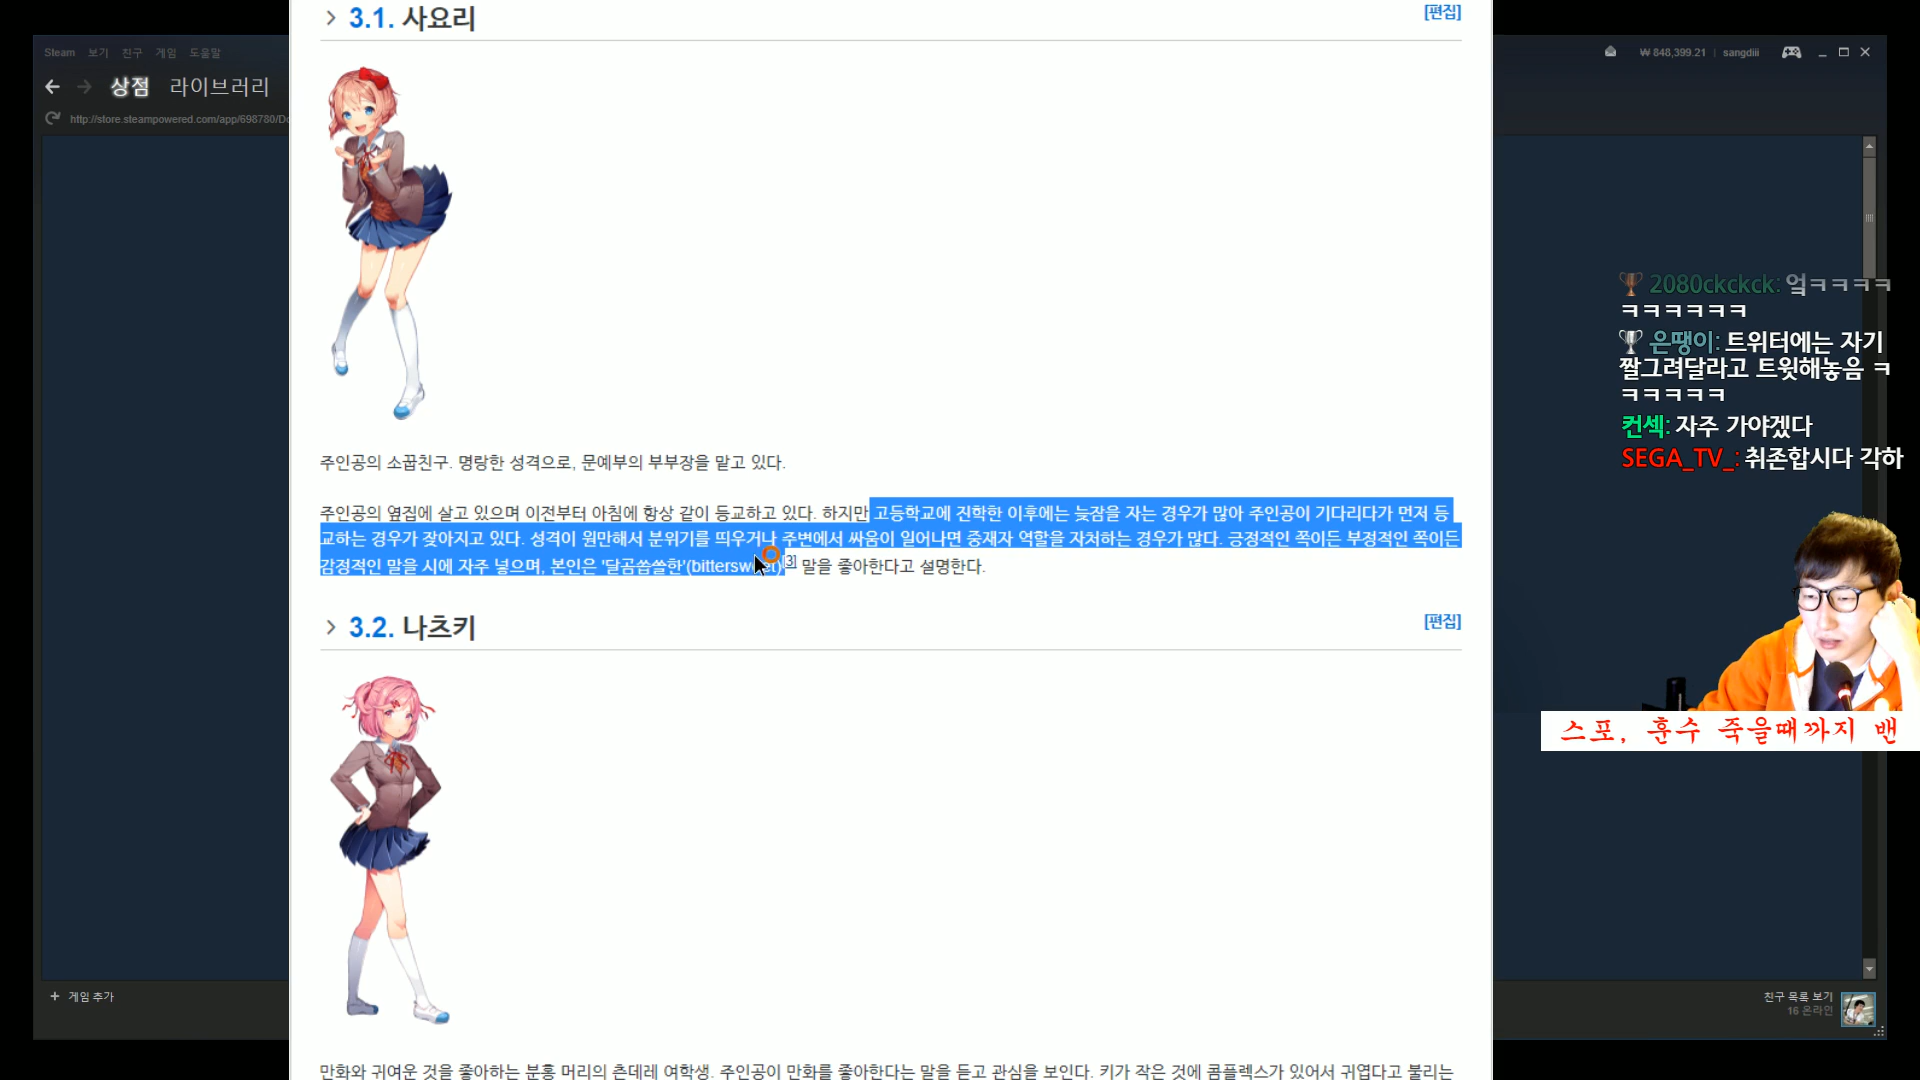 3.1. 사요리
[편집]
Steam 보기 친구 게임 도움말
₩ 848,399.21 | sangdiii
상점 라이브러리
http://store.steampowered.com/app/698780/Do
2080ckckck: 엌ㅋㅋㅋㅋ
ㅋㅋㅋㅋㅋㅋ
은땡이: 트위터에는 자기
짤그려달라고 트윗해놓음 ㅋ
ㅋㅋㅋㅋㅋ
컨섹: 자주 가야겠다
SEGA_TV_: 취존합시다 각하
주인공의 소꿉친구. 명랑한 성격으로, 문예부의 부부장을 맡고 있다.
주인공의 옆집에 살고 있으며 이전부터 아침에 항상 같이 등교하고 있다. 하지만 고등학교에 진학한 이후에는 늦잠을 자는 경우가 많아 주인공이 기다리다가 먼저 등
교하는 경우가 잦아지고 있다. 성격이 원만해서 분위기를 띄우거나 주변에서 싸움이 일어나면 중재자 역할을 자처하는 경우가 많다. 긍정적인 쪽이든 부정적인 쪽이든
감정적인 말을 시에 자주 넣으며, 본인은 '달콤씁쓸한'(bittersweet)[3] 말을 좋아한다고 설명한다.
3.2. 나츠키
[편집]
스포, 훈수 죽을때까지 밴
+ 게임 추가
친구 목록 보기
16 온라인
만화와 귀여운 것을 좋아하는 분홍 머리의 츤데레 여학생. 주인공이 만화를 좋아한다는 말을 듣고 관심을 보인다. 키가 작은 것에 콤플렉스가 있어서 귀엽다고 불리는